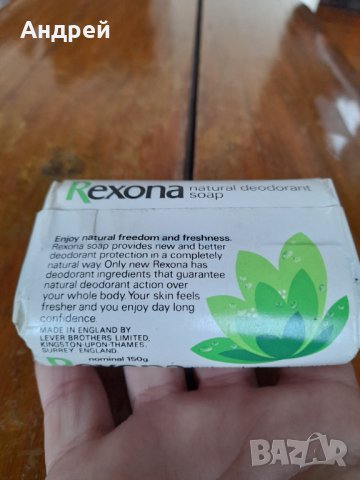 Андрей
Rexona natural deodorant
soap
Enjoy natural freedom and freshness.
Rexona soap provides new and better
deodorant protection in a completely
natural way. Only new Rexona has
deodorant ingredients that guarantee
natural deodorant action over
your whole body. Your skin feels
fresher and you enjoy day long
confidence.
MADE IN ENGLAND BY
LEVER BROTHERS LIMITED,
KINGSTON-UPON-THAMES,
SURREY, ENGLAND.
nominal 150g
BAZAR